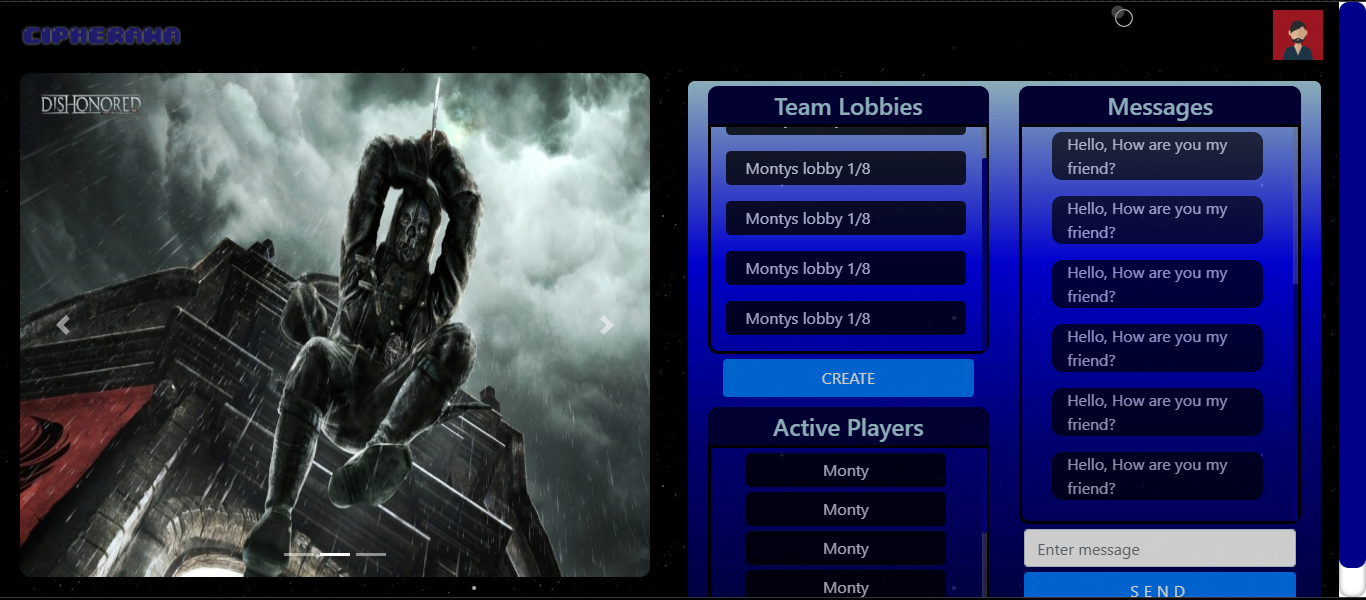 CIPHERAHA
DISHONORED
Team Lobbies
Montys lobby 1/8
Montys lobby 1/8
Montys lobby 1/8
Montys lobby 1/8
CREATE
Active Players
Monty
Monty
Monty
Monty
Messages
Hello, How are you my
friend?
Hello, How are you my
friend?
Hello, How are you my
friend?
Hello, How are you my
friend?
Hello, How are you my
friend?
Hello, How are you my
friend?
Enter message
SEND